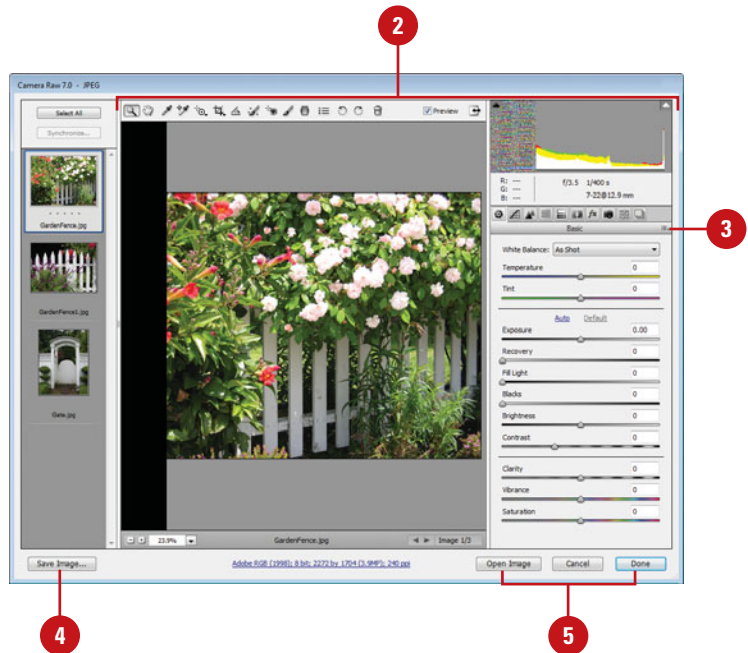 2
Camera Raw 7.0 - JPEG
Select All
Synchronize...
Preview
R: ---
G: ---
B: ---
f/3.5 1/400 s
7-22@12.9 mm
fx
3
Basic
White Balance: As Shot
Temperature 0
Tint 0
Auto Default
Exposure 0.00
Recovery 0
Fill Light 0
Blacks 0
Brightness 0
Contrast 0
Clarity 0
Vibrance 0
Saturation 0
GardenFence.jpg
GardenFence1.jpg
Gate.jpg
23.9% GardenFence.jpg Image 1/3
Save Image... Adobe RGB (1998); 8 bit; 2272 by 1704 (3.9MP); 240 ppi Open Image Cancel Done
4
5